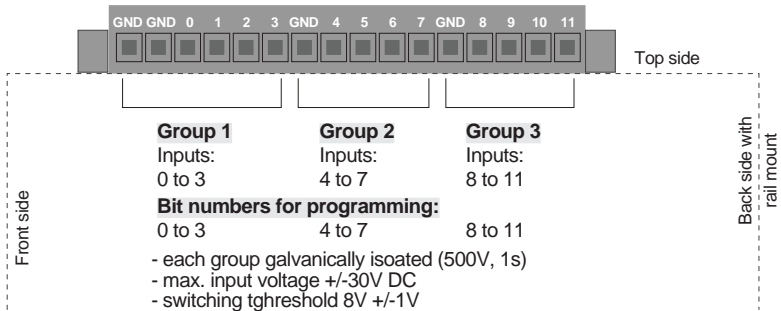 GND GND 0 1 2 3 GND 4 5 6 7 GND 8 9 10 11
Top side
Group 1 Group 2 Group 3
Inputs: Inputs: Inputs:
0 to 3 4 to 7 8 to 11
Bit numbers for programming:
0 to 3 4 to 7 8 to 11
- each group galvanically isoated (500V, 1s)
- max. input voltage +/-30V DC
- switching tghreshold 8V +/-1V
Front side
Back side with
rail mount